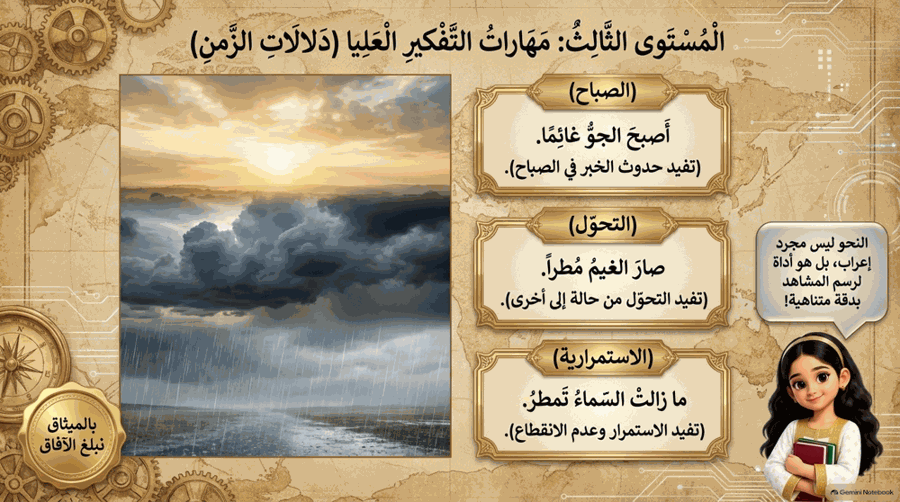 الْمُسْتَوى الثَّالِثُ: مَهَاراتُ التَّفْكيرِ الْعَلِيا (دَلالَاتِ الزَّمنِ)
(الصباح)
أَصبحَ الجوُّ غائِمًا.
(تفيد حدوث الخبر في الصباح).
(التحوّل)
صارَ الغيمُ مُطراً.
(تفيد التحوّل من حالة إلى أخرى).
(الاستمرارية)
ما زالتْ السَماءُ تَمطرُ.
(تفيد الاستمرار وعدم الانقطاع).
النحو ليس مجرد
إعراب، بل هو أداة
لرسم المشاهد
بدقة متناهية!
بالميثاق
نبلغ الآفاق
Gemini Notebook